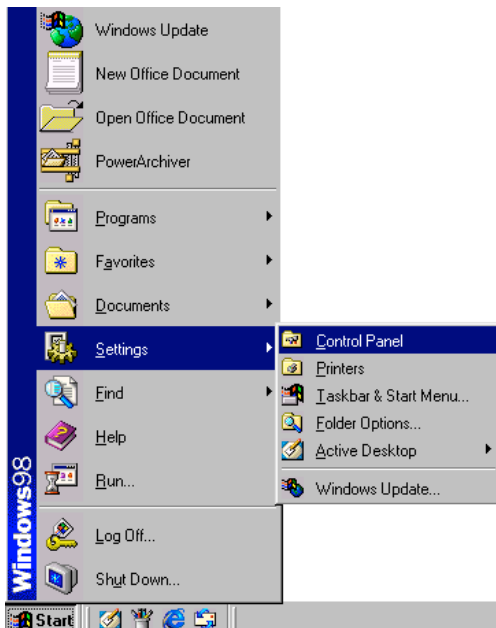 Windows Update
New Office Document
Open Office Document
PowerArchiver
Programs
Favorites
Documents
Settings
Find
Help
Run...
Log Off...
Shut Down...
Control Panel
Printers
Taskbar & Start Menu...
Folder Options...
Active Desktop
Windows Update...
Windows98
Start